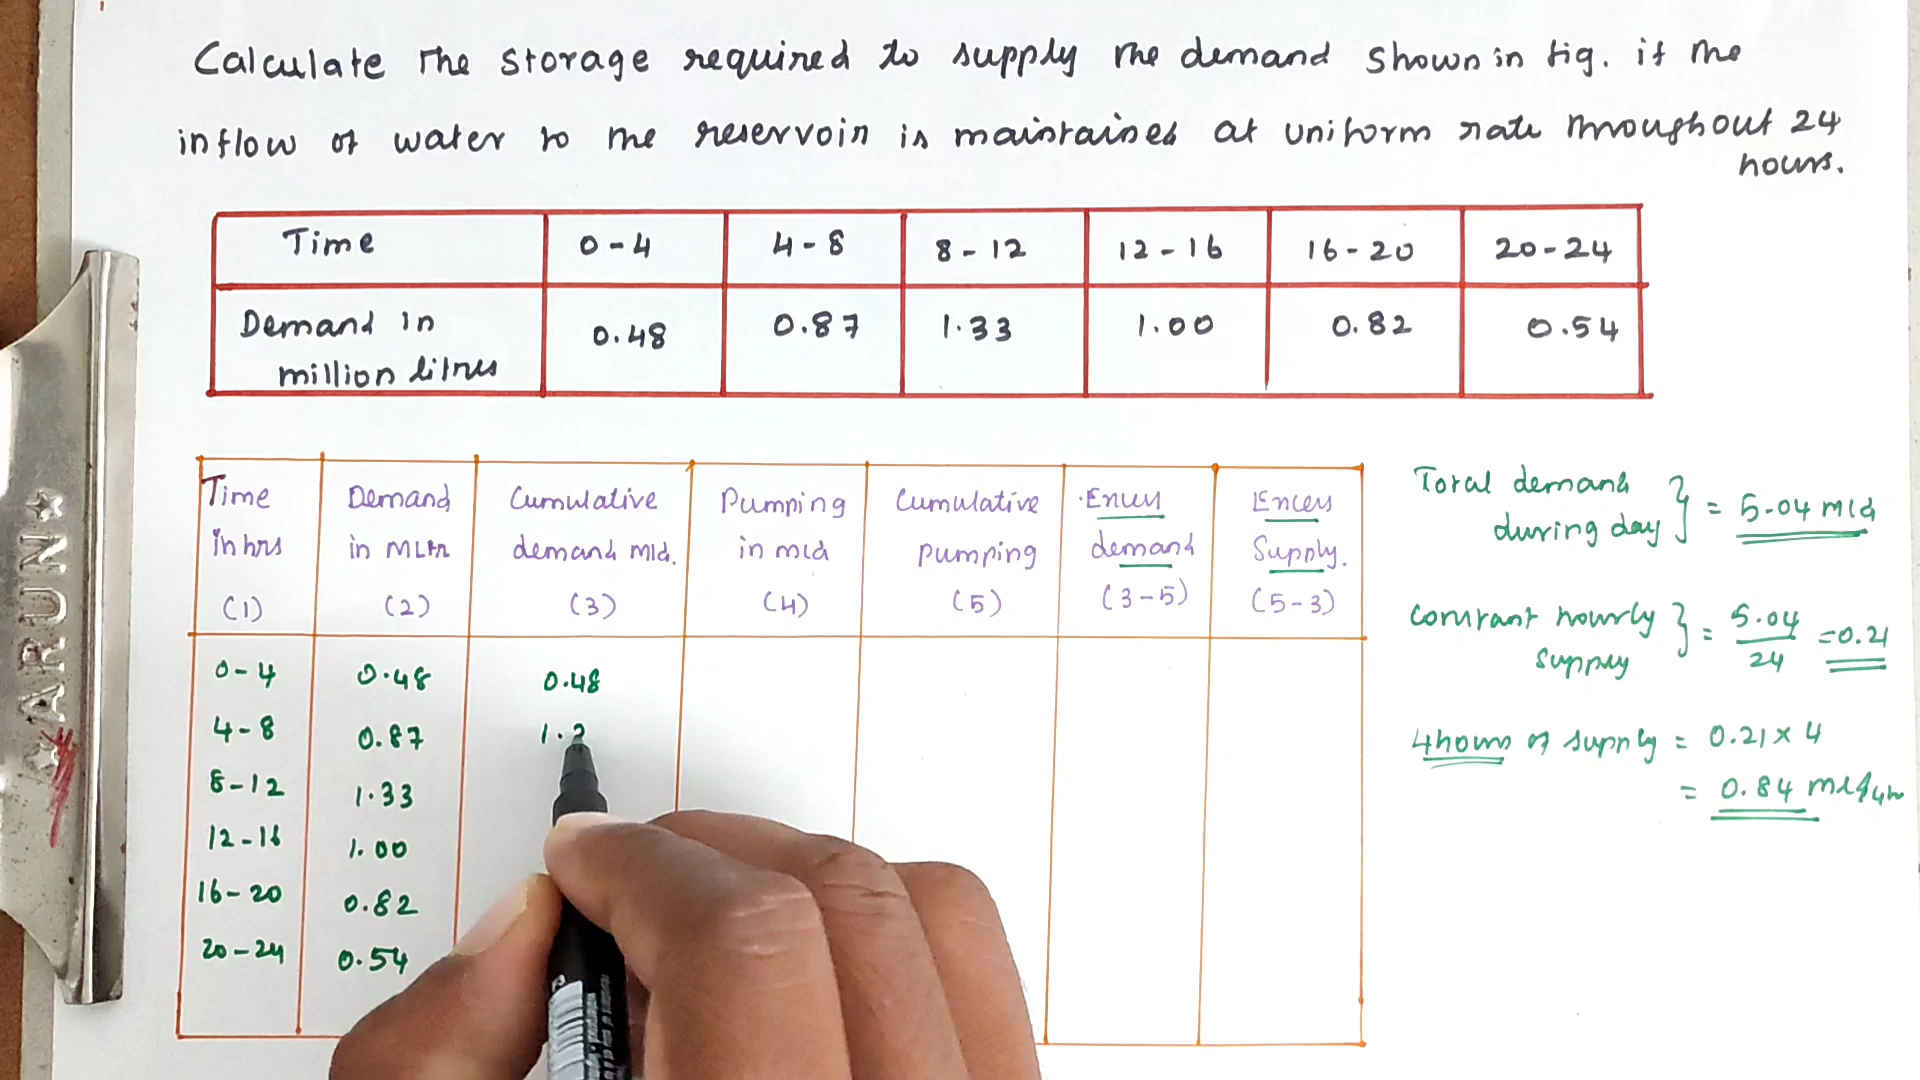 Calculate The storage required to supply the demand shown in fig. if the
inflow of water to the reservoir is maintained at uniform rate throughout 24
hours.
Time 0-4 4-8 8-12 12-16 16-20 20-24
Demand in
million litres 0.48 0.87 1.33 1.00 0.82 0.54
Time in hrs (1)
Demand in MLtr (2)
Cumulative demand mld. (3)
Pumping in mld (4)
Cumulative pumping (5)
Excess demand (3-5)
Excess Supply. (5-3)
0-4 0.48 0.48
4-8 0.87 1.3
8-12 1.33
12-16 1.00
16-20 0.82
20-24 0.54
Total demand
during day } = 5.04 mld
constant hourly
supply } = 5.04/24 = 0.21
4hours of supply = 0.21 x 4
= 0.84 mld/4hr
ARUN